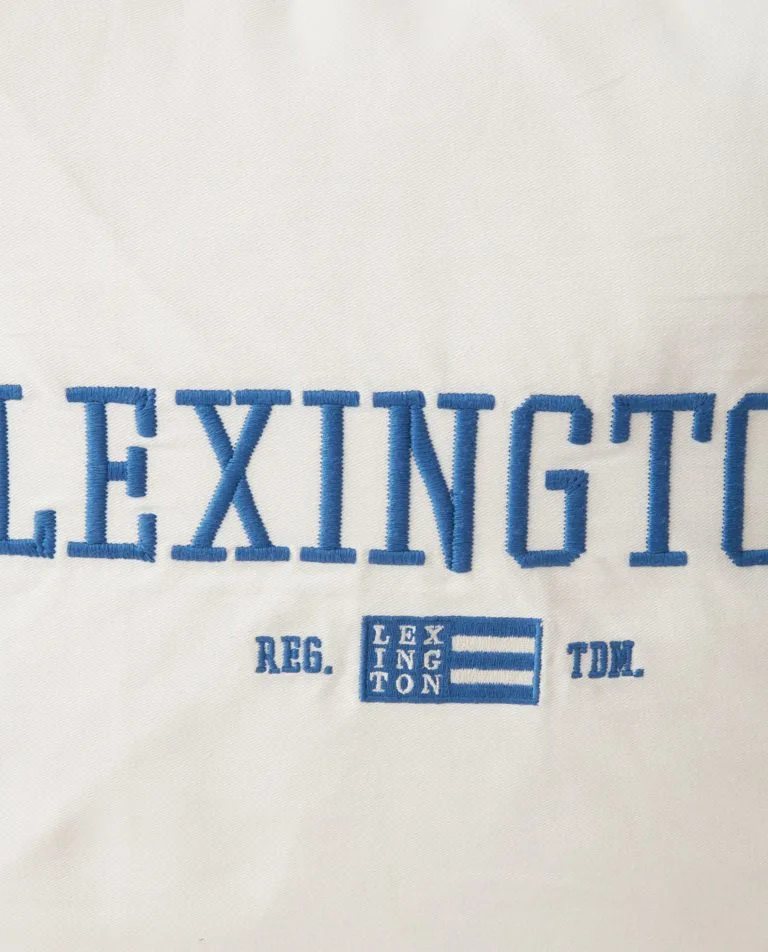 LEXINGTO
REG. LEX TDM.
ING
TON